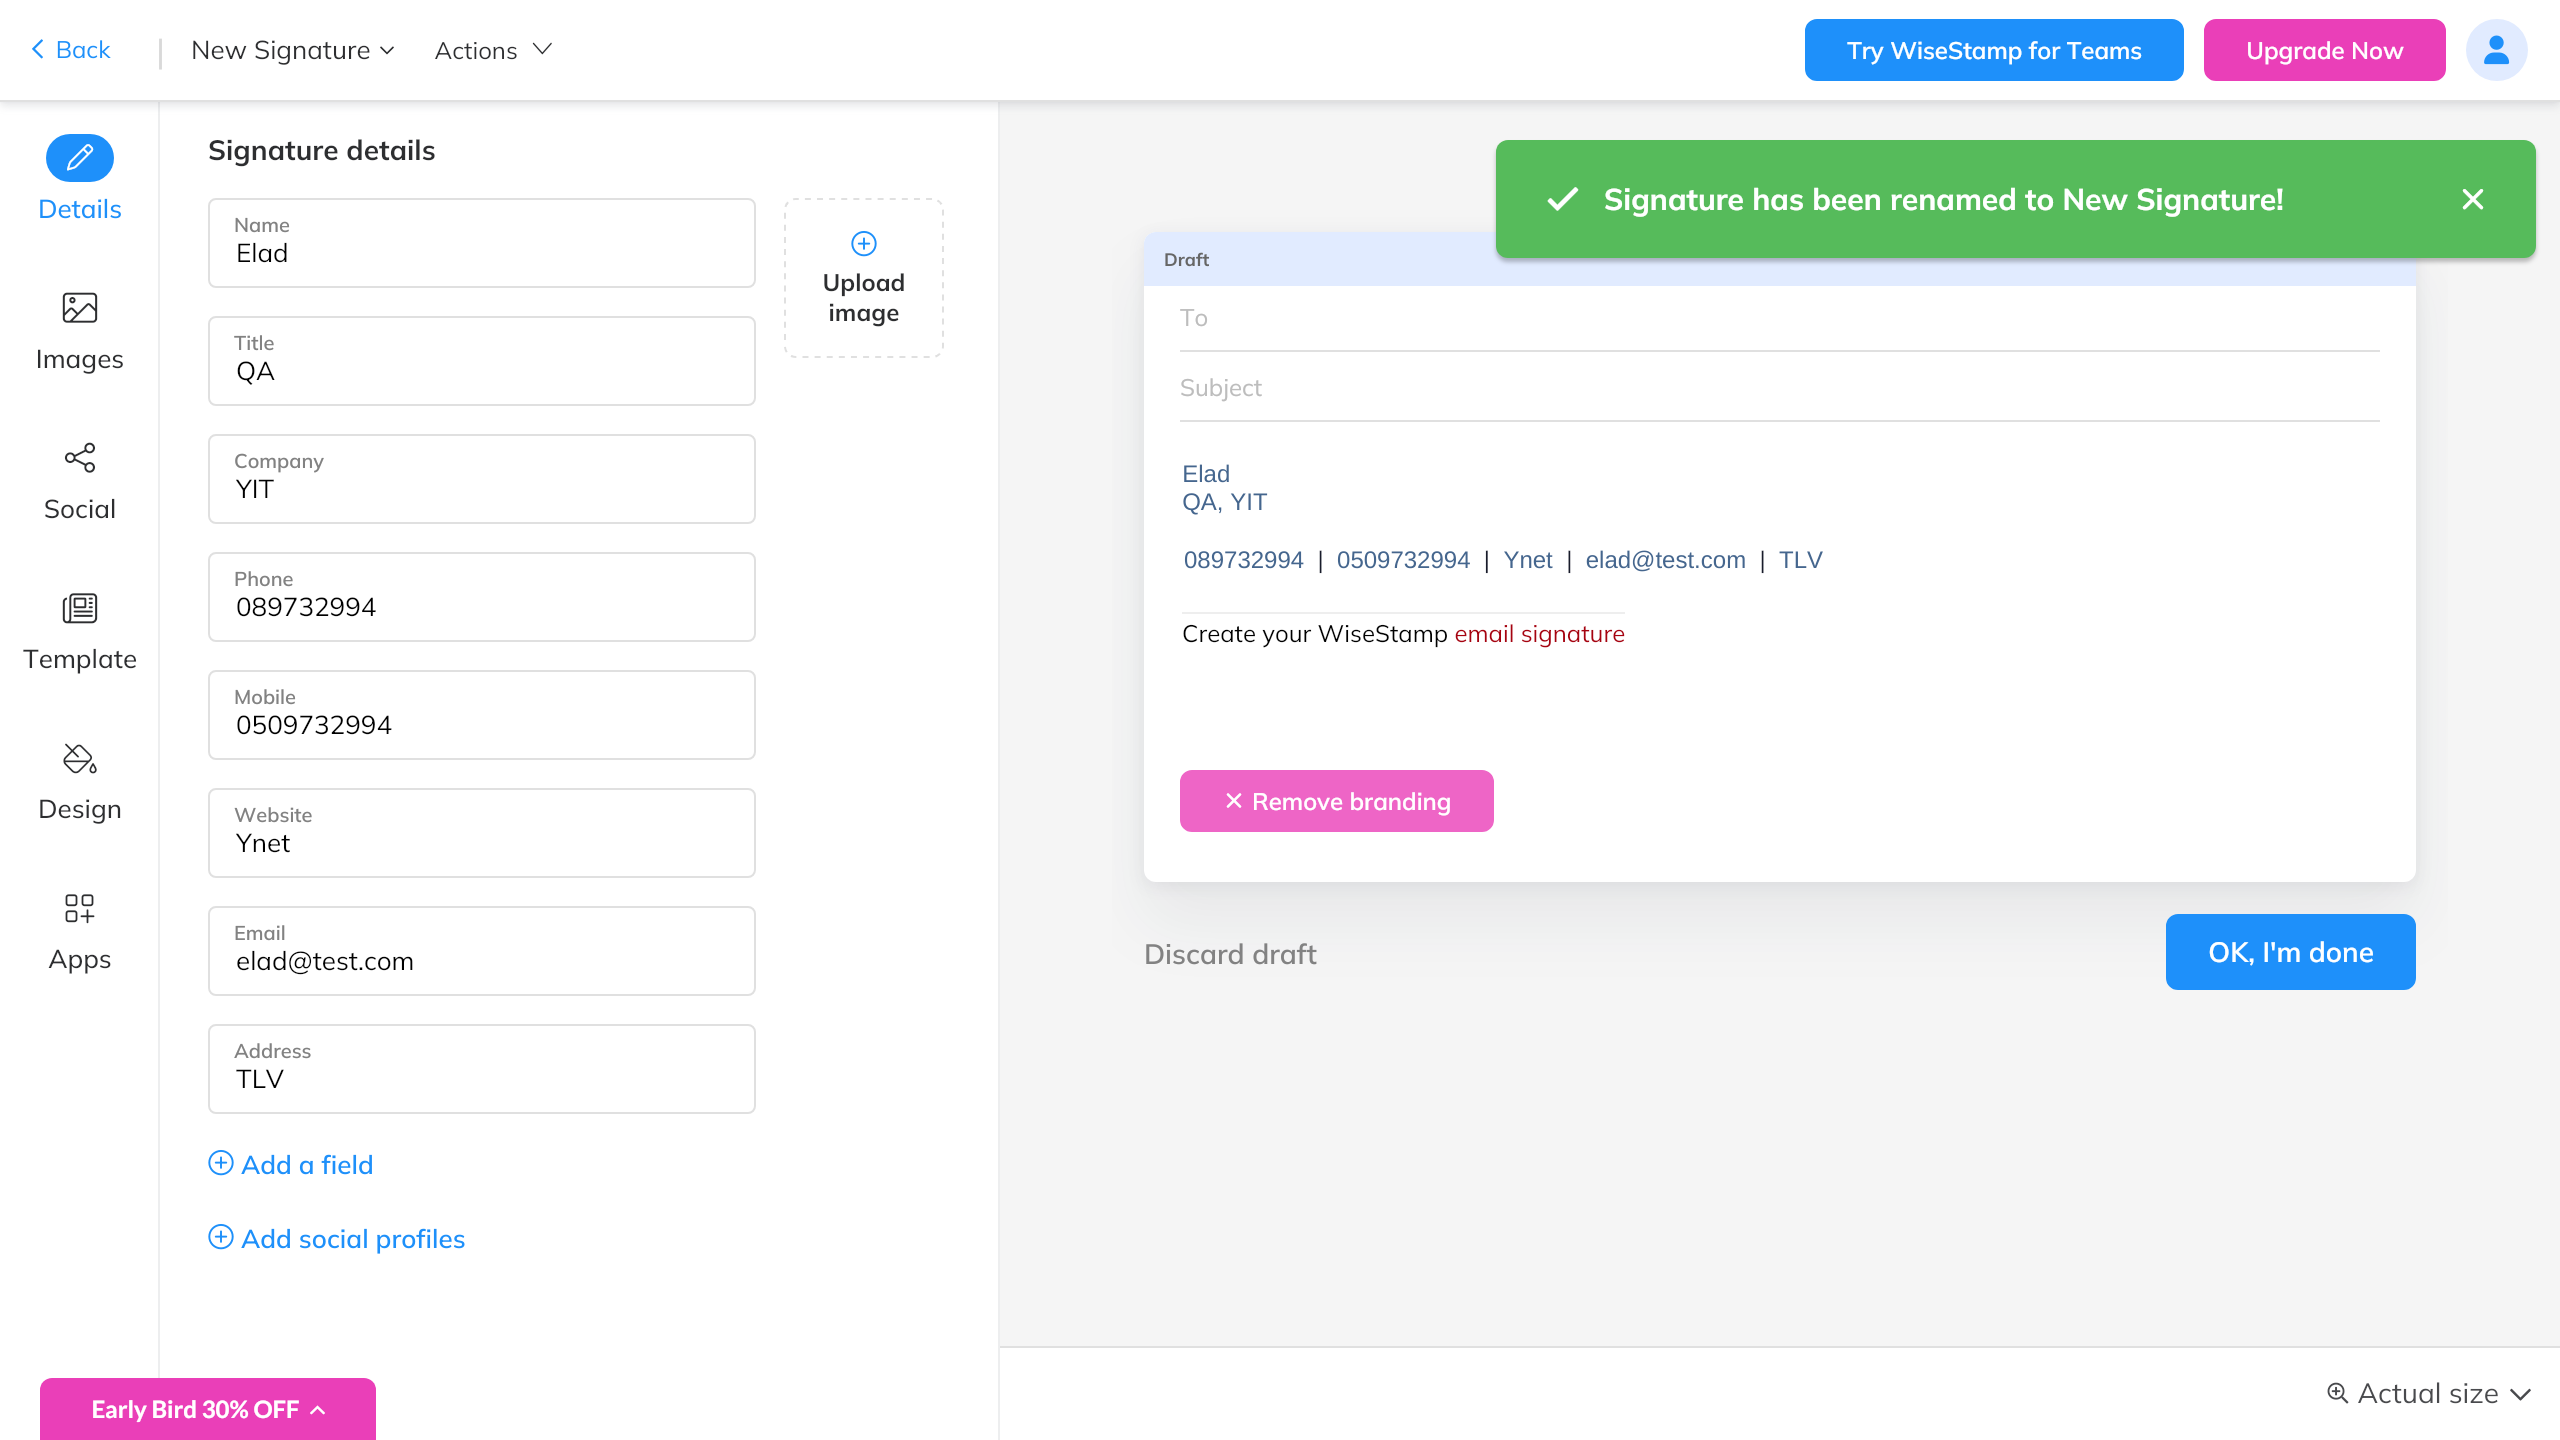 Back
New Signature
Actions
Try WiseStamp for Teams
Upgrade Now
Details
Images
Social
Template
Design
Apps
Signature details
Name
Elad
Title
QA
Company
YIT
Phone
089732994
Mobile
0509732994
Website
Ynet
Email
elad@test.com
Address
TLV
Upload
image
Add a field
Add social profiles
Early Bird 30% OFF
Signature has been renamed to New Signature!
Draft
To
Subject
Elad
QA, YIT
089732994 | 0509732994 | Ynet | elad@test.com | TLV
Create your WiseStamp email signature
Remove branding
Discard draft
OK, I'm done
Actual size